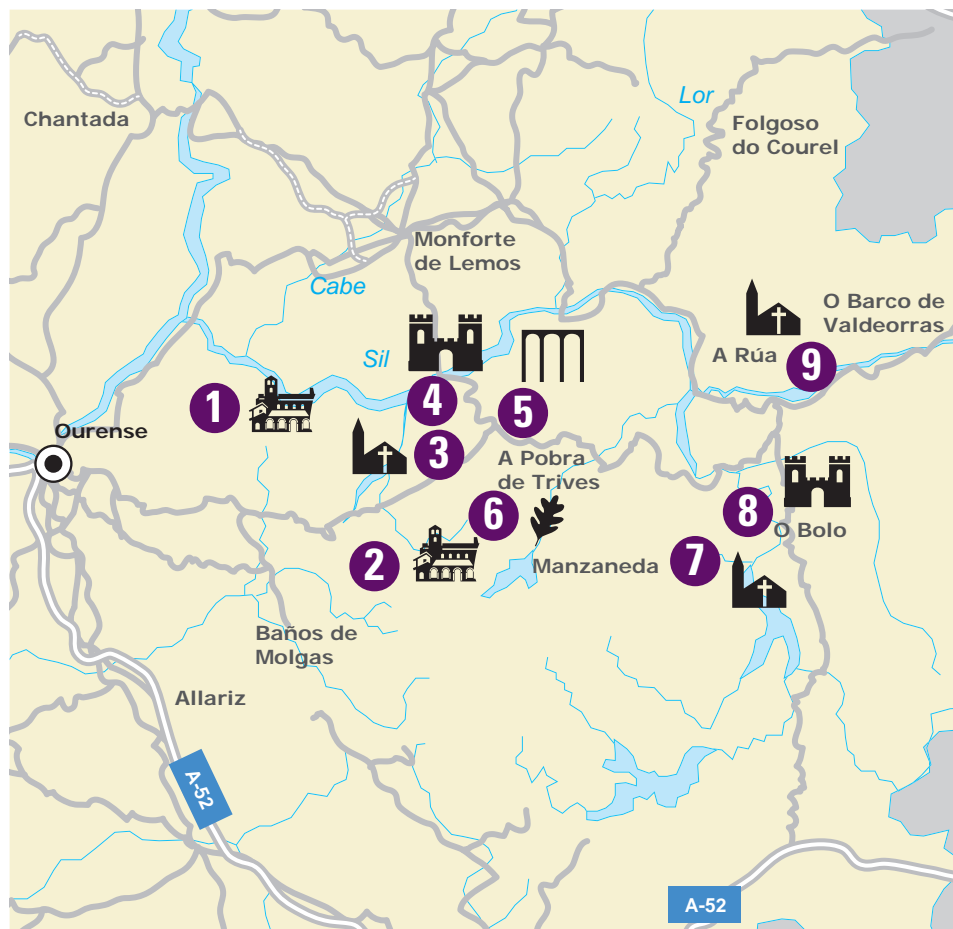 Lor
Chantada
Folgoso
do Courel
Monforte
de Lemos
Cabe
O Barco de
Valdeorras
Sil
A Rúa
9
1
4
5
Ourense
3
A Pobra
de Trives
6
8
O Bolo
2
Manzaneda
7
Baños de
Molgas
Allariz
A-52
A-52